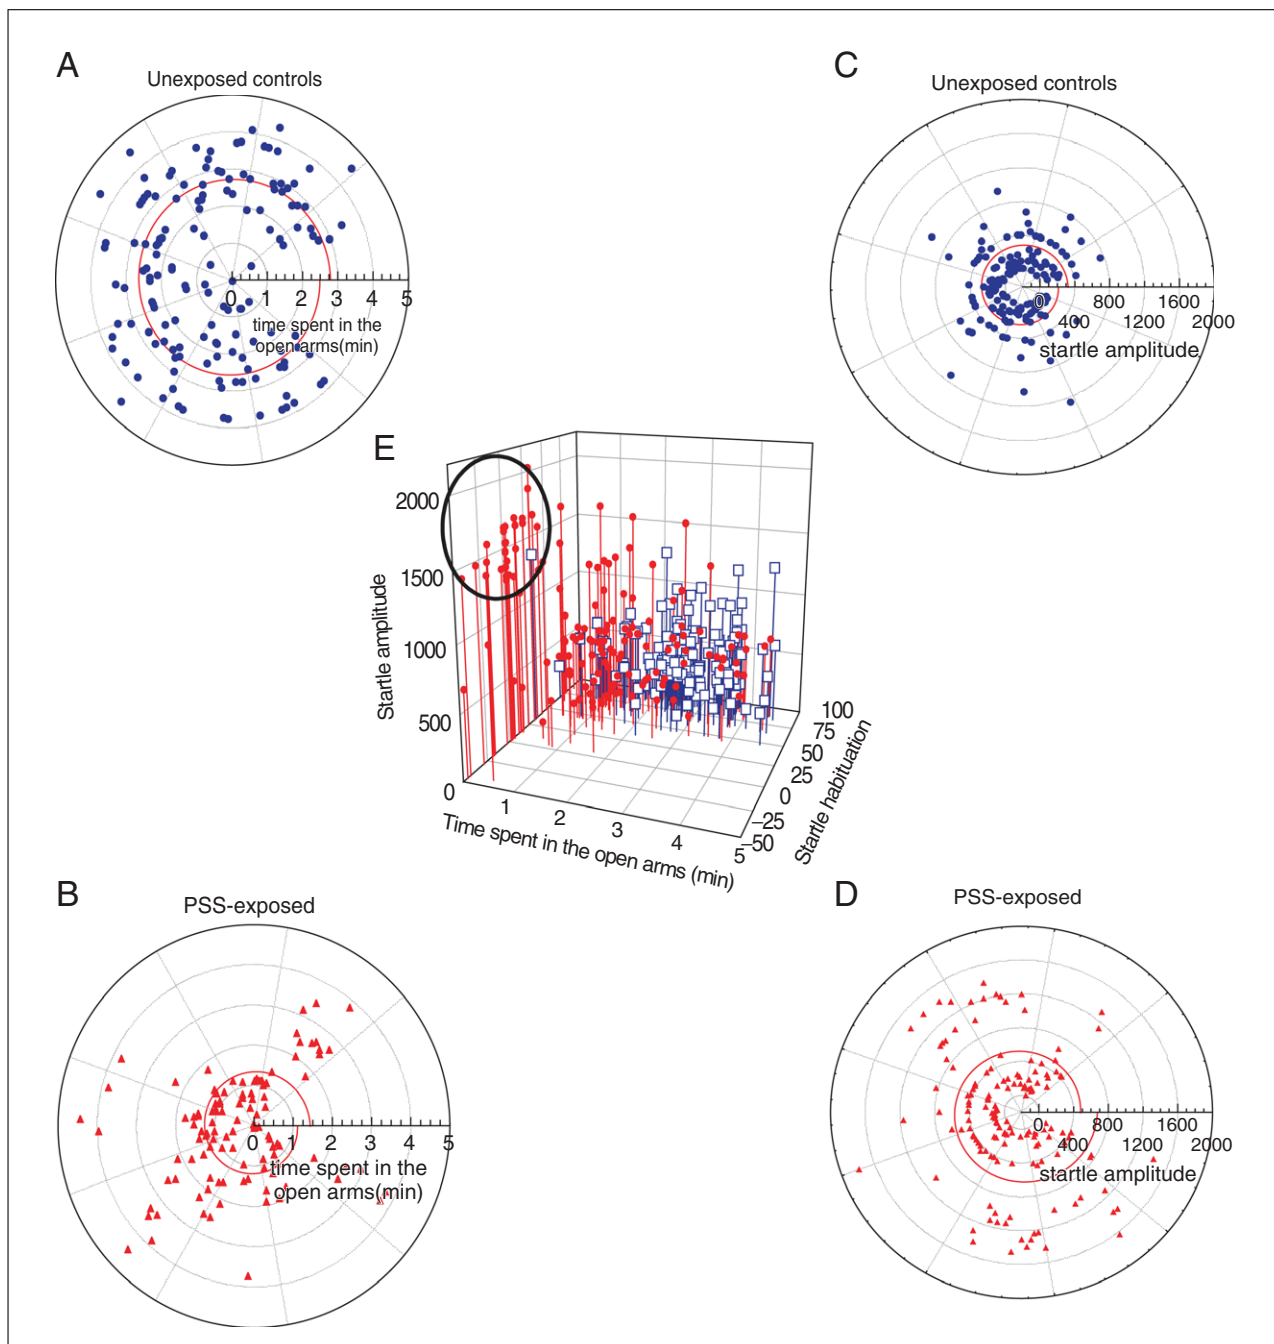 A
Unexposed controls
0 1 2 3 4 5
time spent in the
open arms(min)
C
Unexposed controls
0 800 1600
400 1200 2000
startle amplitude
E
2000
1500
1000
500
0
Startle amplitude
1 2 3 4 5
Time spent in the open arms (min)
100
75
50
25
0
−25
−50
Startle habituation
B
PSS-exposed
0 1 2 3 4 5
time spent in the
open arms(min)
D
PSS-exposed
0 800 1600
400 1200 2000
startle amplitude